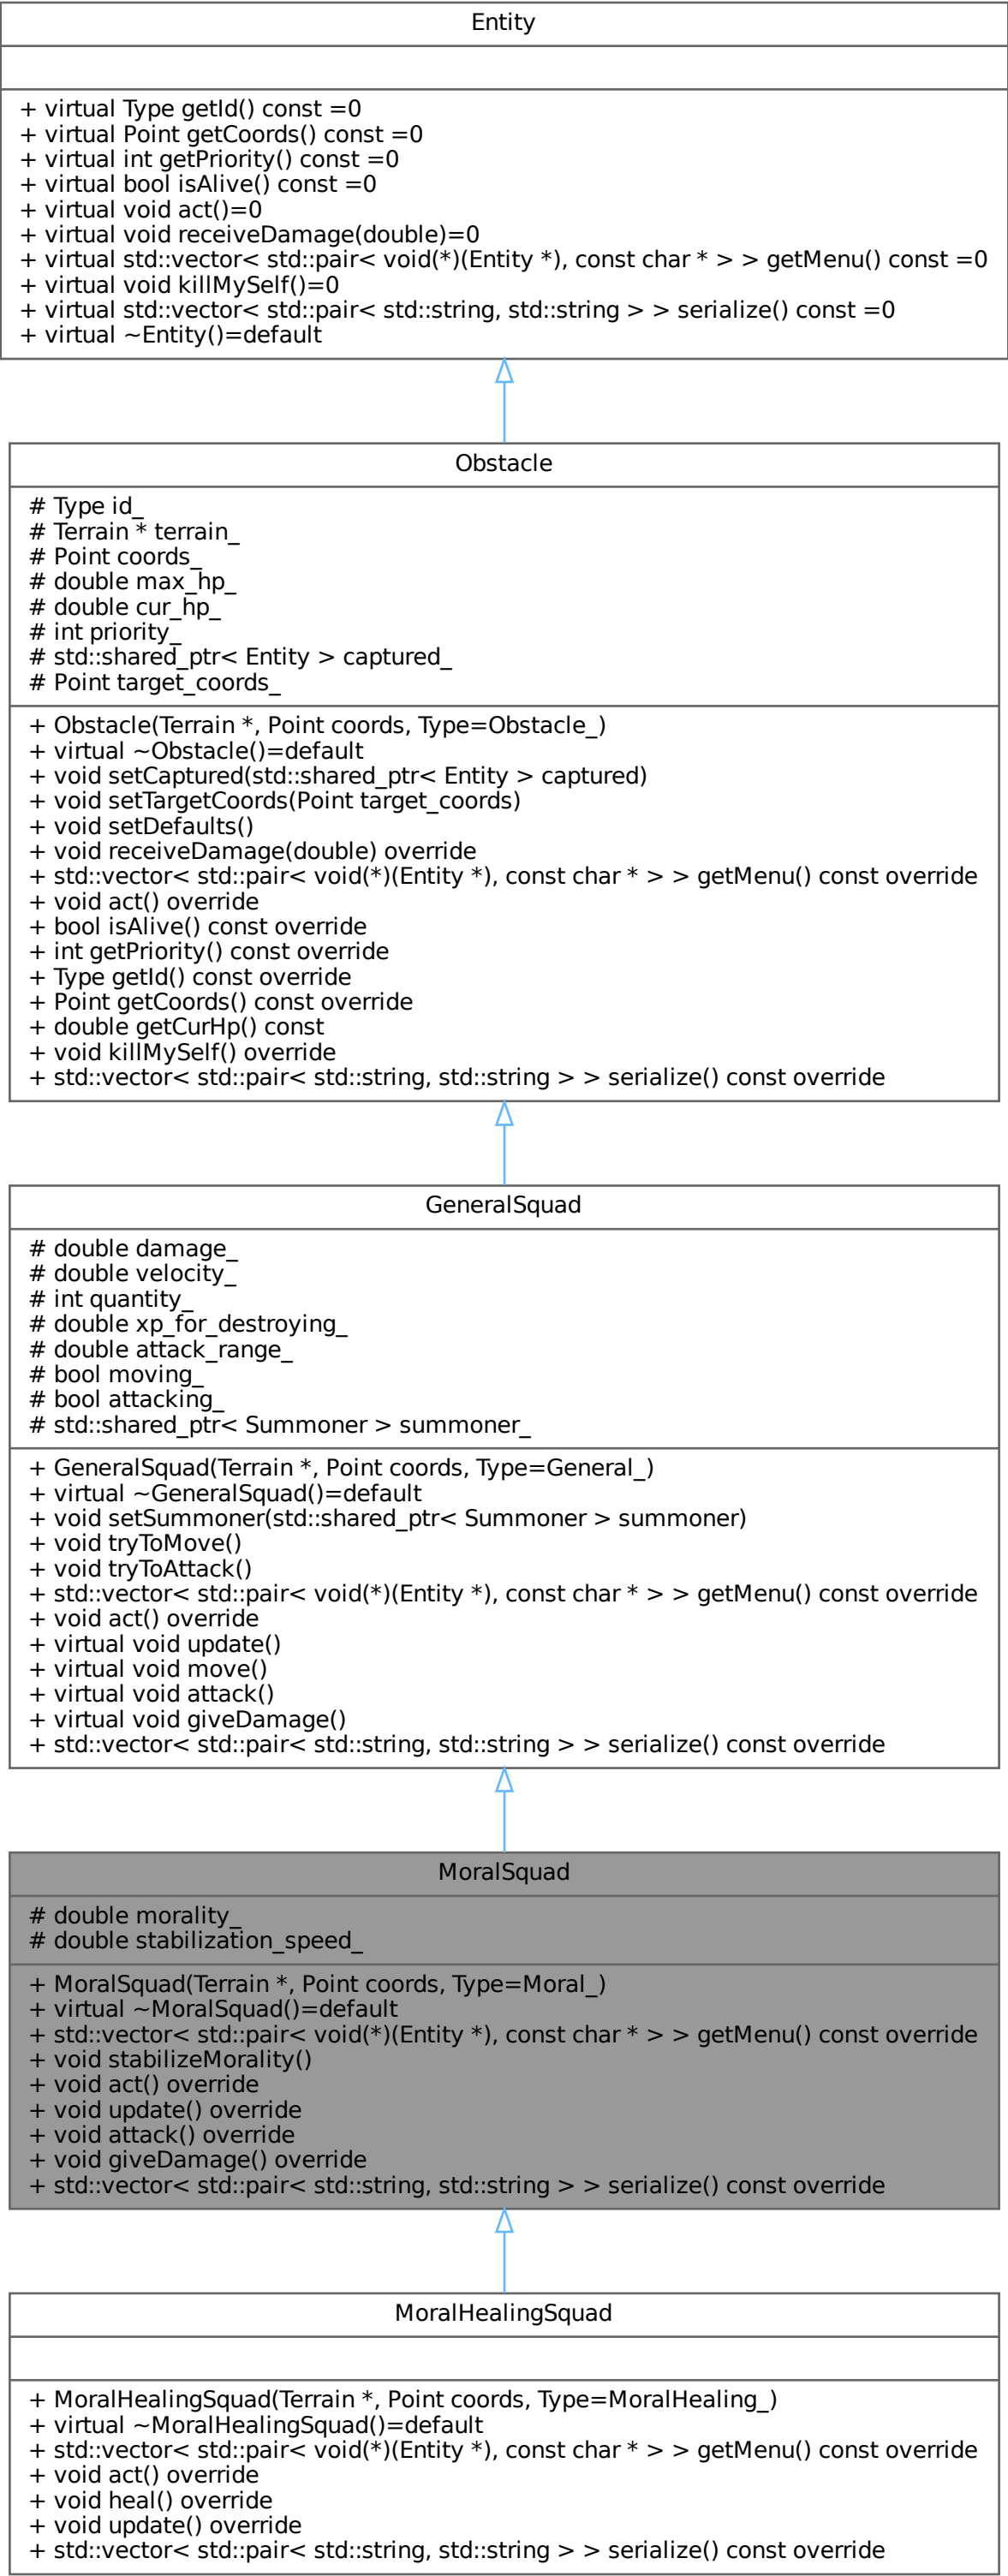 Entity
+ virtual Type getId() const =0
+ virtual Point getCoords() const =0
+ virtual int getPriority() const =0
+ virtual bool isAlive() const =0
+ virtual void act()=0
+ virtual void receiveDamage(double)=0
+ virtual std::vector< std::pair< void(*)(Entity *), const char * > > getMenu() const =0
+ virtual void killMySelf()=0
+ virtual std::vector< std::pair< std::string, std::string > > serialize() const =0
+ virtual ~Entity()=default
Obstacle
# Type id_
# Terrain * terrain_
# Point coords_
# double max_hp_
# double cur_hp_
# int priority_
# std::shared_ptr< Entity > captured_
# Point target_coords_
+ Obstacle(Terrain *, Point coords, Type=Obstacle_)
+ virtual ~Obstacle()=default
+ void setCaptured(std::shared_ptr< Entity > captured)
+ void setTargetCoords(Point target_coords)
+ void setDefaults()
+ void receiveDamage(double) override
+ std::vector< std::pair< void(*)(Entity *), const char * > > getMenu() const override
+ void act() override
+ bool isAlive() const override
+ int getPriority() const override
+ Type getId() const override
+ Point getCoords() const override
+ double getCurHp() const
+ void killMySelf() override
+ std::vector< std::pair< std::string, std::string > > serialize() const override
GeneralSquad
# double damage_
# double velocity_
# int quantity_
# double xp_for_destroying_
# double attack_range_
# bool moving_
# bool attacking_
# std::shared_ptr< Summoner > summoner_
+ GeneralSquad(Terrain *, Point coords, Type=General_)
+ virtual ~GeneralSquad()=default
+ void setSummoner(std::shared_ptr< Summoner > summoner)
+ void tryToMove()
+ void tryToAttack()
+ std::vector< std::pair< void(*)(Entity *), const char * > > getMenu() const override
+ void act() override
+ virtual void update()
+ virtual void move()
+ virtual void attack()
+ virtual void giveDamage()
+ std::vector< std::pair< std::string, std::string > > serialize() const override
MoralSquad
# double morality_
# double stabilization_speed_
+ MoralSquad(Terrain *, Point coords, Type=Moral_)
+ virtual ~MoralSquad()=default
+ std::vector< std::pair< void(*)(Entity *), const char * > > getMenu() const override
+ void stabilizeMorality()
+ void act() override
+ void update() override
+ void attack() override
+ void giveDamage() override
+ std::vector< std::pair< std::string, std::string > > serialize() const override
MoralHealingSquad
+ MoralHealingSquad(Terrain *, Point coords, Type=MoralHealing_)
+ virtual ~MoralHealingSquad()=default
+ std::vector< std::pair< void(*)(Entity *), const char * > > getMenu() const override
+ void act() override
+ void heal() override
+ void update() override
+ std::vector< std::pair< std::string, std::string > > serialize() const override